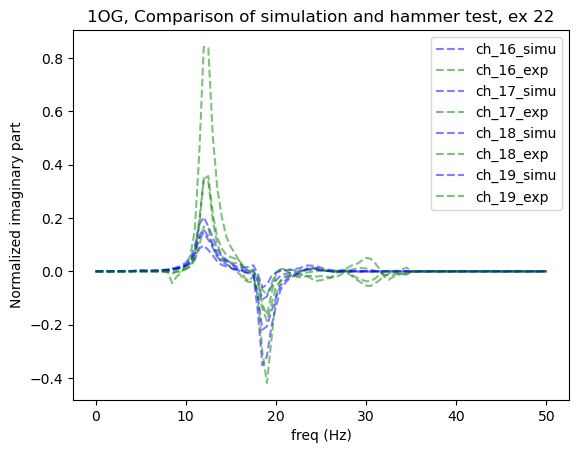 1OG, Comparison of simulation and hammer test, ex 22
ch_16_simu
ch_16_exp
ch_17_simu
ch_17_exp
ch_18_simu
ch_18_exp
ch_19_simu
ch_19_exp
Normalized imaginary part
0.8
0.6
0.4
0.2
0.0
−0.2
−0.4
0 10 20 30 40 50
freq (Hz)